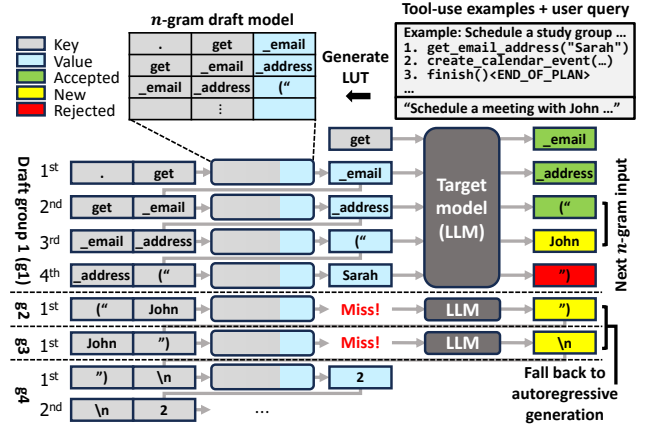 n-gram draft model
Tool-use examples + user query
Key
Value
Accepted
New
Rejected
. get _email
get _email _address
_email _address (“
⋮
Generate
LUT
Example: Schedule a study group …
1. get_email_address("Sarah")
2. create_calendar_event(…)
3. finish()<END_OF_PLAN>
…
“Schedule a meeting with John …”
Draft group 1 (g1)
get _email
1st . get _email _address
2nd get _email _address (“
3rd _email _address (“ John
4th _address (“ Sarah ”)
Target
model
(LLM)
Next n-gram input
g2 1st (“ John Miss! LLM ”)
g3 1st John ”) Miss! LLM \n
g4
1st ”) \n 2
2nd \n 2 …
Fall back to
autoregressive
generation